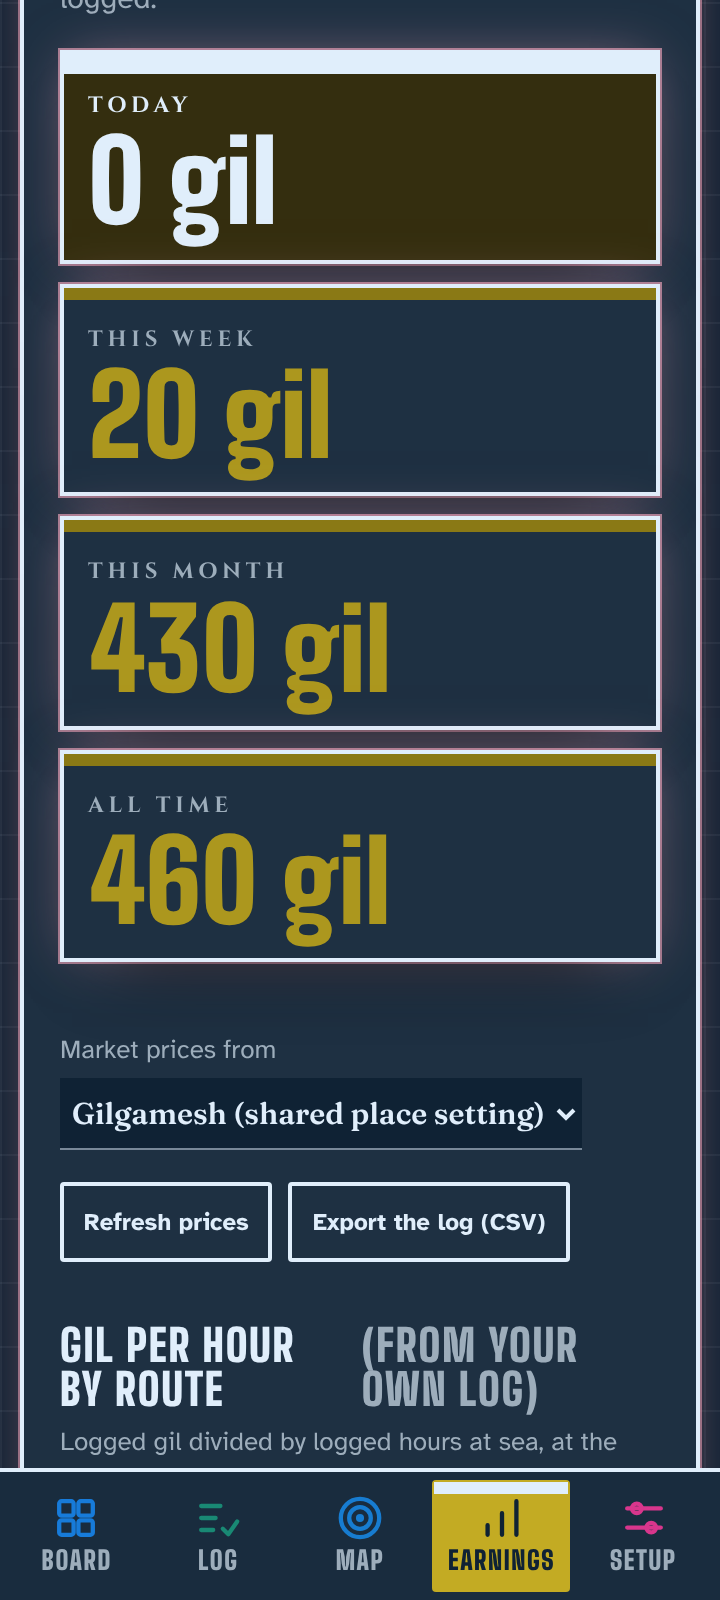 logged.
TODAY
0 gil
THIS WEEK
20 gil
THIS MONTH
430 gil
ALL TIME
460 gil
Market prices from
Gilgamesh (shared place setting)
Refresh prices
Export the log (CSV)
GIL PER HOUR
BY ROUTE
(FROM YOUR
OWN LOG)
Logged gil divided by logged hours at sea, at the
BOARD
LOG
MAP
EARNINGS
SETUP